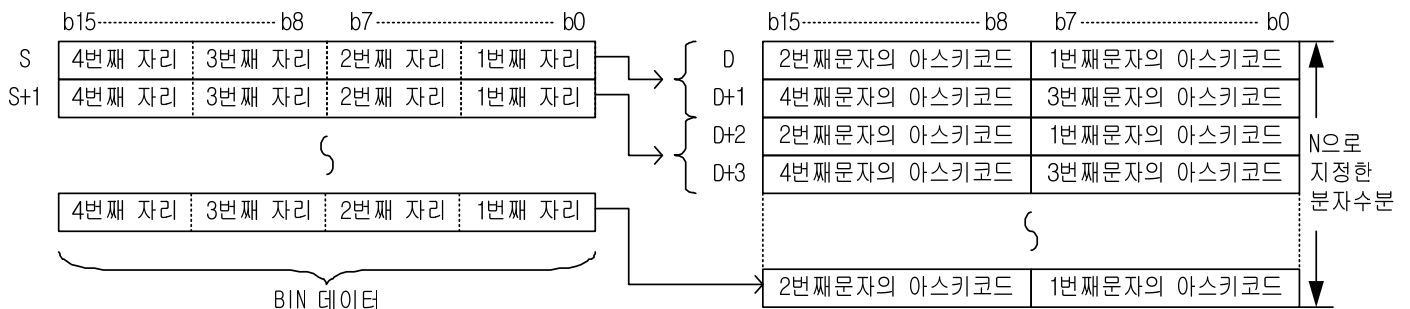 b15 b8 b7 b0 b15 b8 b7 b0
S 4번째 자리 3번째 자리 2번째 자리 1번째 자리 D 2번째문자의 아스키코드 1번째문자의 아스키코드
S+1 4번째 자리 3번째 자리 2번째 자리 1번째 자리 D+1 4번째문자의 아스키코드 3번째문자의 아스키코드
D+2 2번째문자의 아스키코드 1번째문자의 아스키코드
D+3 4번째문자의 아스키코드 3번째문자의 아스키코드
N으로
지정한
문자수분
4번째 자리 3번째 자리 2번째 자리 1번째 자리
2번째문자의 아스키코드 1번째문자의 아스키코드
BIN 데이터